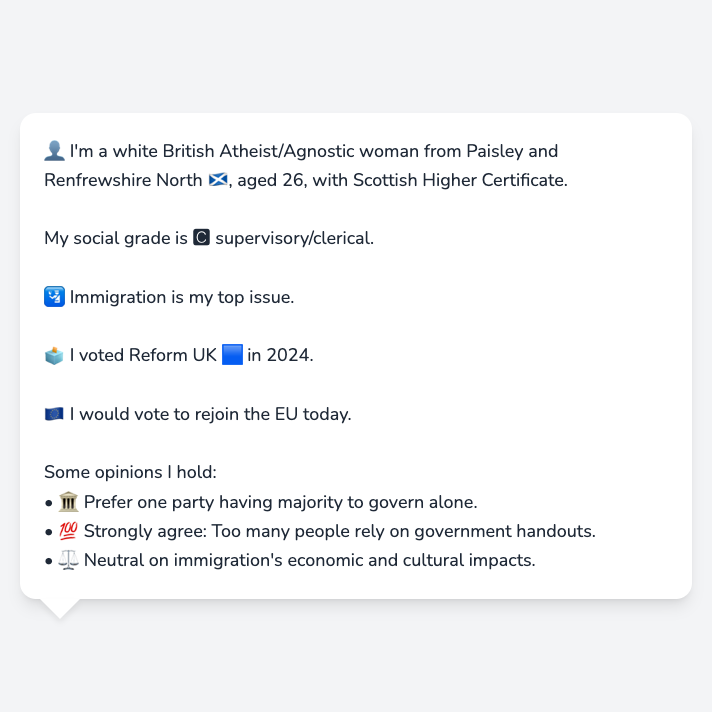 👤 I'm a white British Atheist/Agnostic woman from Paisley and
Renfrewshire North 🏴󠁧󠁢󠁳󠁣󠁴󠁿, aged 26, with Scottish Higher Certificate.
My social grade is 🅲 supervisory/clerical.
🛂 Immigration is my top issue.
🗳️ I voted Reform UK 🟦 in 2024.
🇪🇺 I would vote to rejoin the EU today.
Some opinions I hold:
• 🏛️ Prefer one party having majority to govern alone.
• 💯 Strongly agree: Too many people rely on government handouts.
• ⚖️ Neutral on immigration's economic and cultural impacts.